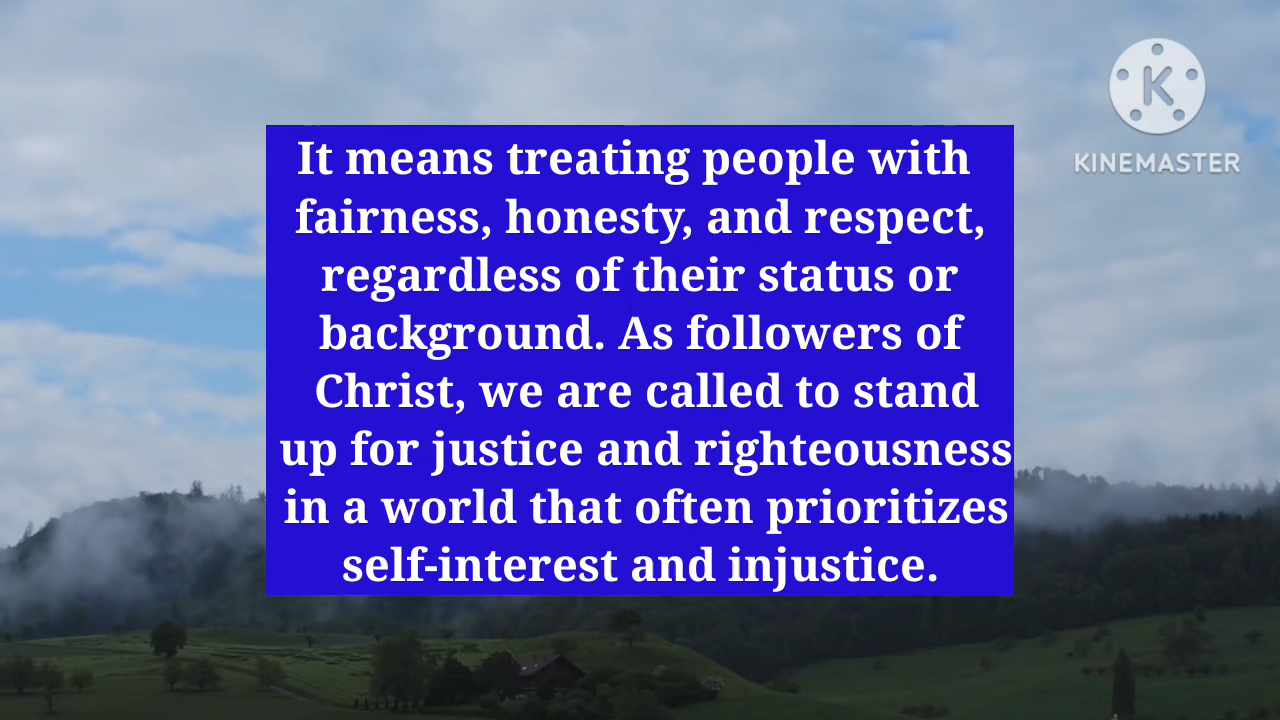 It means treating people with
fairness, honesty, and respect,
regardless of their status or
background. As followers of
Christ, we are called to stand
up for justice and righteousness
in a world that often prioritizes
self-interest and injustice.
K
KINEMASTER